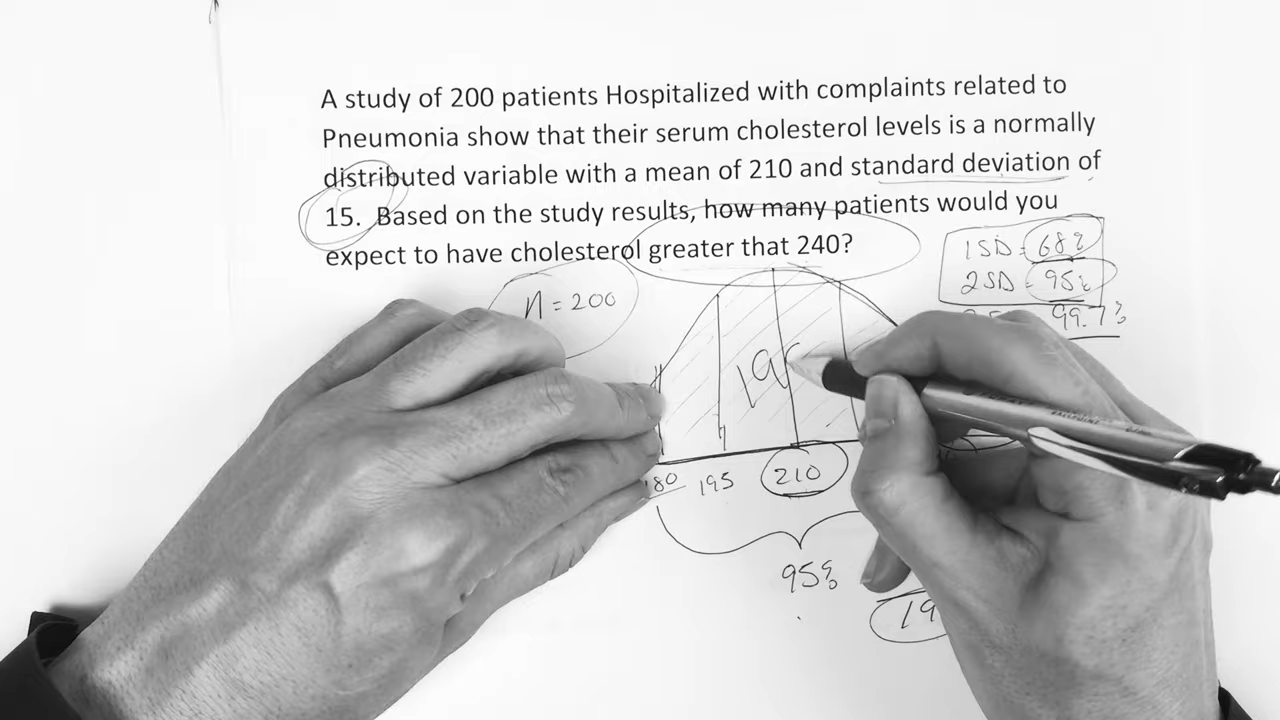 A study of 200 patients Hospitalized with complaints related to
Pneumonia show that their serum cholesterol levels is a normally
distributed variable with a mean of 210 and standard deviation of
15. Based on the study results, how many patients would you
expect to have cholesterol greater that 240?
1SD = 68%
2SD = 95%
99.7%
n = 200
180 195 210
95%